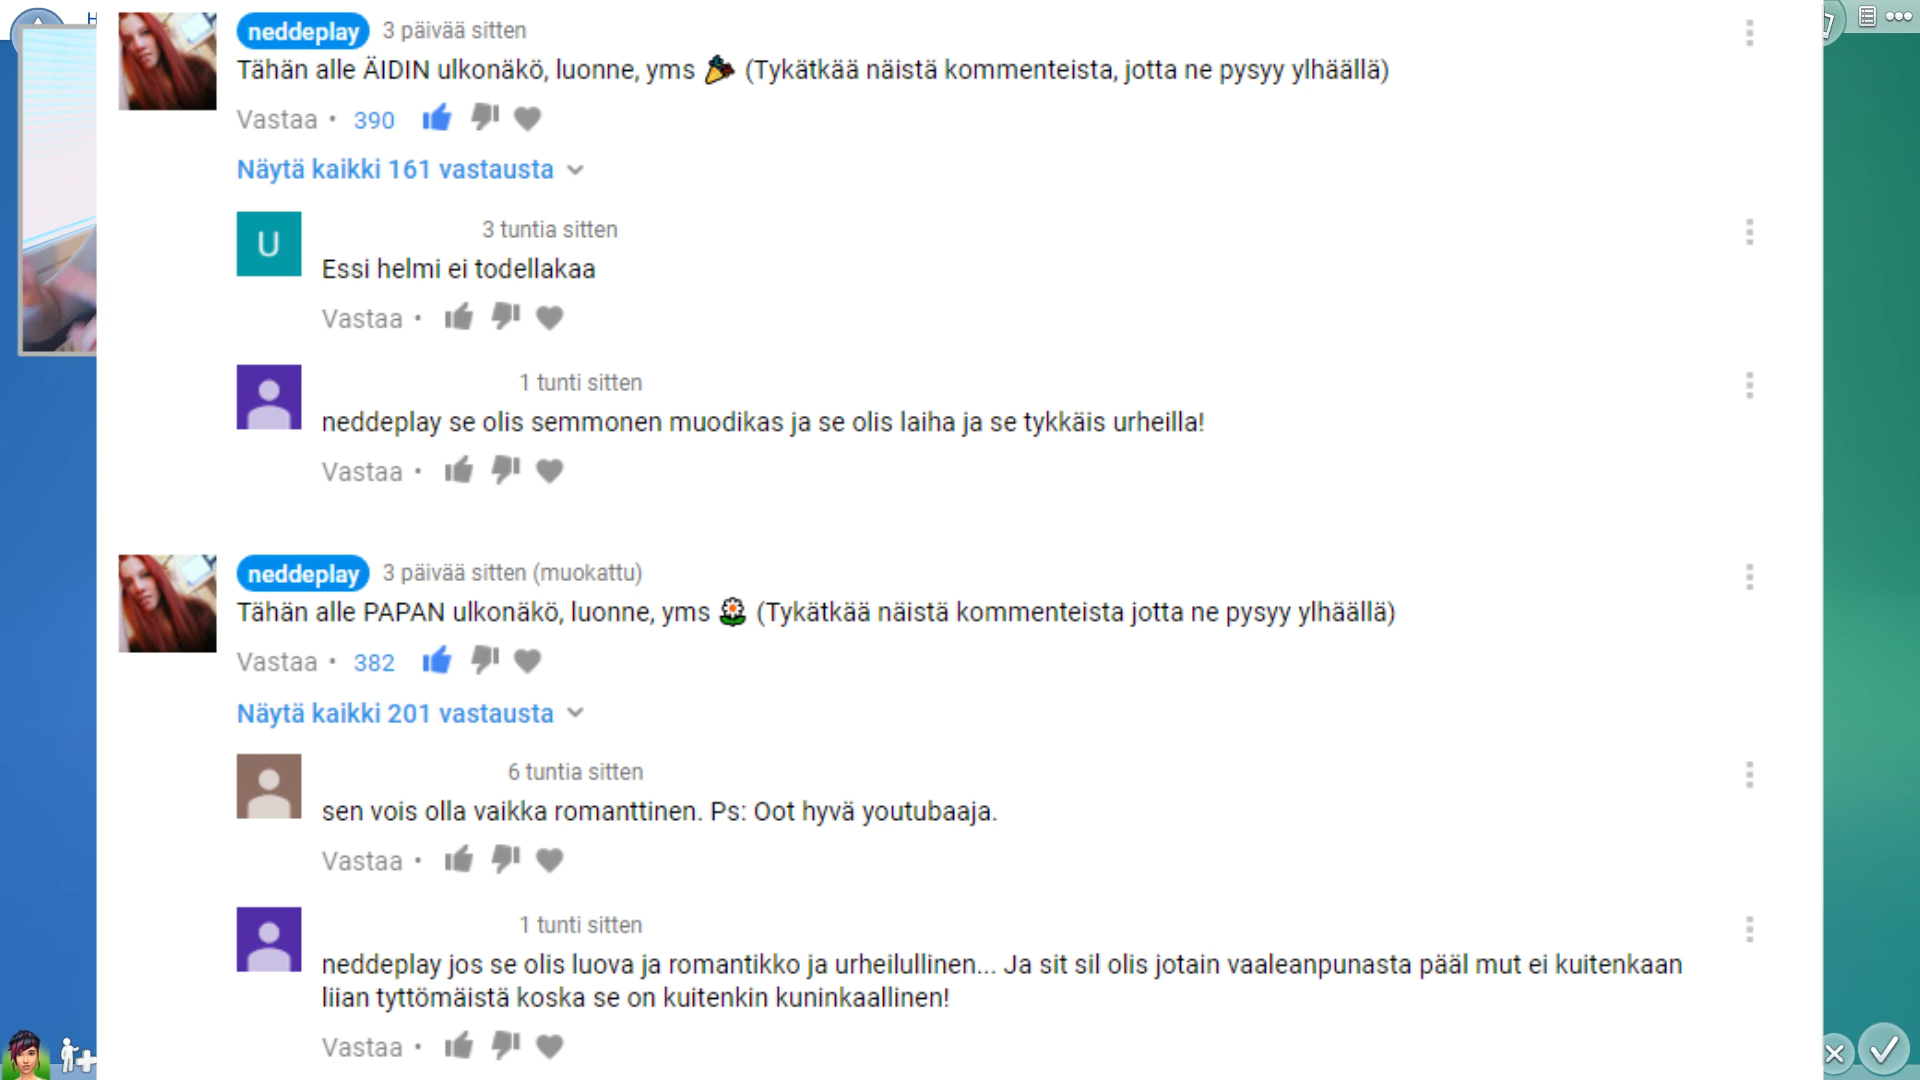 neddeplay 3 päivää sitten
Tähän alle ÄIDIN ulkonäkö, luonne, yms (Tykätkää näistä kommenteista, jotta ne pysyy ylhäällä)
Vastaa • 390
Näytä kaikki 161 vastausta
U
3 tuntia sitten
Essi helmi ei todellakaa
Vastaa •
1 tunti sitten
neddeplay se olis semmonen muodikas ja se olis laiha ja se tykkäis urheilla!
Vastaa •
neddeplay 3 päivää sitten (muokattu)
Tähän alle PAPAN ulkonäkö, luonne, yms (Tykätkää näistä kommenteista jotta ne pysyy ylhäällä)
Vastaa • 382
Näytä kaikki 201 vastausta
6 tuntia sitten
sen vois olla vaikka romanttinen. Ps: Oot hyvä youtubaaja.
Vastaa •
1 tunti sitten
neddeplay jos se olis luova ja romantikko ja urheilullinen... Ja sit sil olis jotain vaaleanpunasta pääl mut ei kuitenkaan
liian tyttömäistä koska se on kuitenkin kuninkaallinen!
Vastaa •